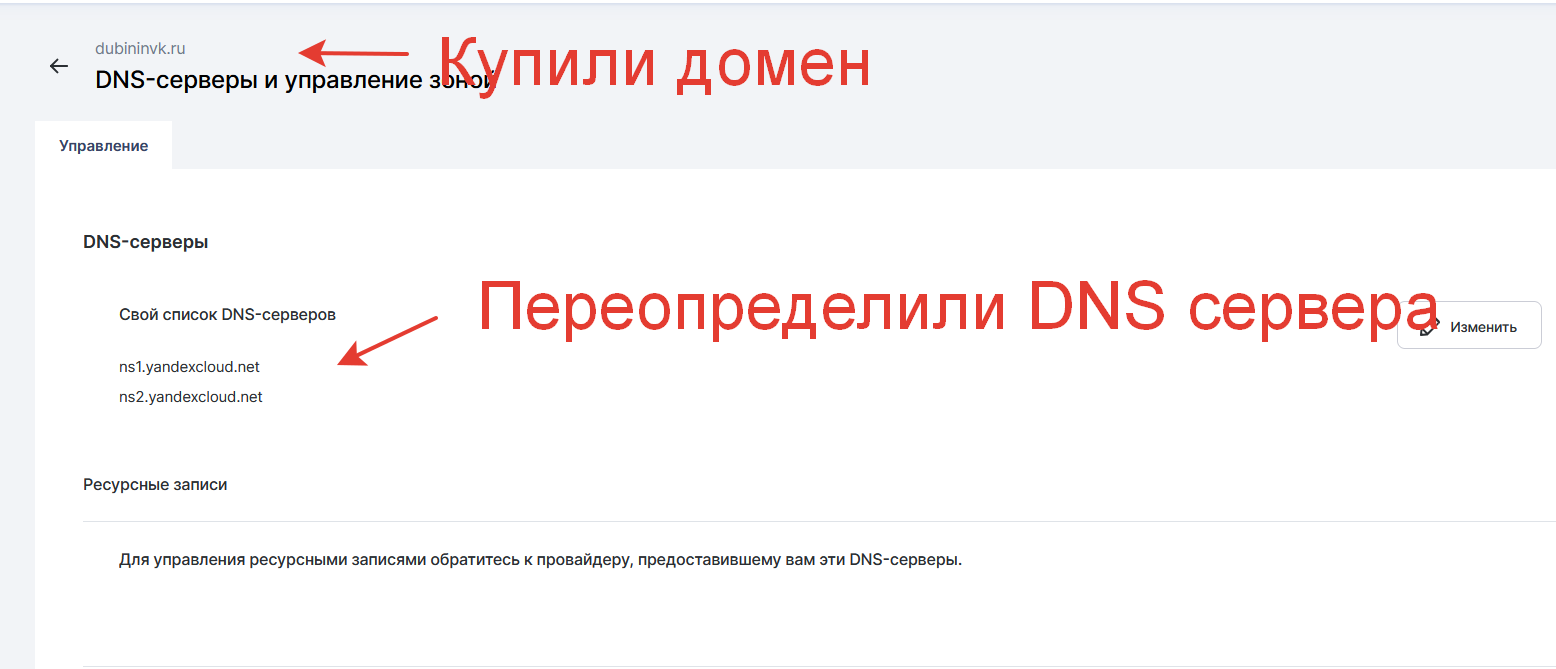 dubininvk.ru
Купили домен
DNS-серверы и управление зоной
Управление
DNS-серверы
Переопределили DNS сервера
Свой список DNS-серверов
Изменить
ns1.yandexcloud.net
ns2.yandexcloud.net
Ресурсные записи
Для управления ресурсными записями обратитесь к провайдеру, предоставившему вам эти DNS-серверы.